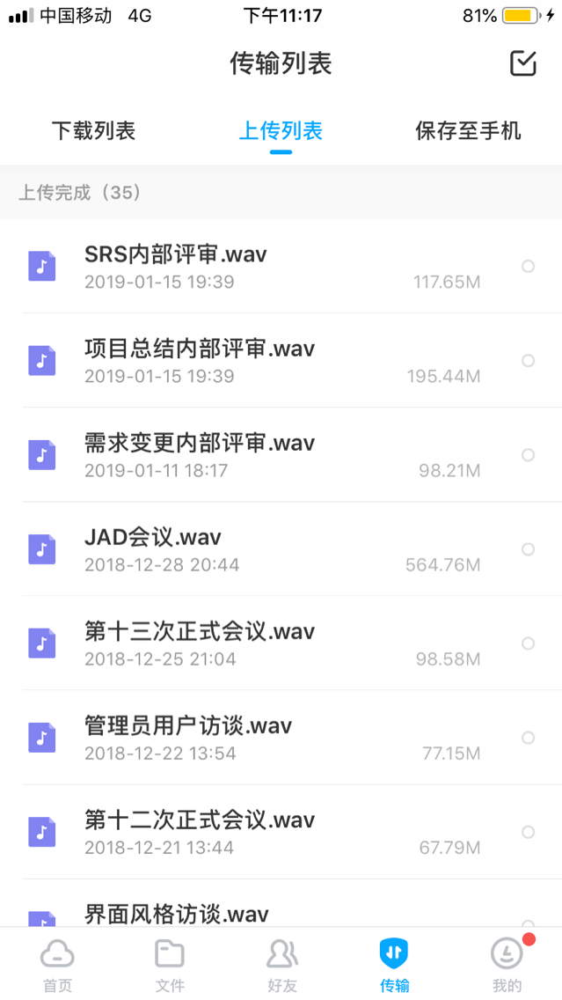 中国移动 4G 下午11:17 81%
传输列表
下载列表 上传列表 保存至手机
上传完成（35）
SRS内部评审.wav
2019-01-15 19:39 117.65M
项目总结内部评审.wav
2019-01-15 19:39 195.44M
需求变更内部评审.wav
2019-01-11 18:17 98.21M
JAD会议.wav
2018-12-28 20:44 564.76M
第十三次正式会议.wav
2018-12-25 21:04 98.58M
管理员用户访谈.wav
2018-12-22 13:54 77.15M
第十二次正式会议.wav
2018-12-21 13:44 67.79M
界面风格访谈.wav
首页 文件 好友 传输 我的